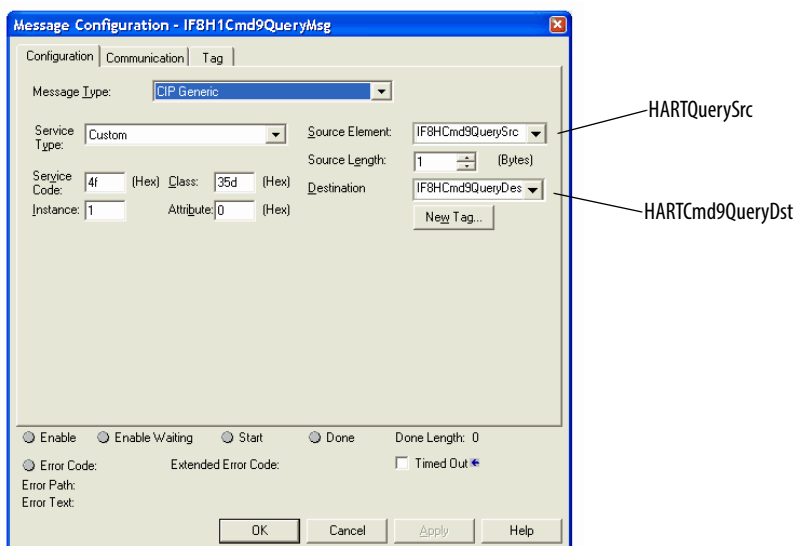 Message Configuration - IF8H1Cmd9QueryMsg
Configuration Communication Tag
Message Type: CIP Generic
HARTQuerySrc
Service Type: Custom
Source Element: IF8HCmd9QuerySrc
Source Length: 1 (Bytes)
Service Code: 4f (Hex) Class: 35d (Hex)
Destination IF8HCmd9QueryDes
HARTCmd9QueryDst
Instance: 1 Attribute: 0 (Hex)
New Tag...
Enable Enable Waiting Start Done Done Length: 0
Error Code: Extended Error Code: Timed Out
Error Path:
Error Text:
OK Cancel Apply Help